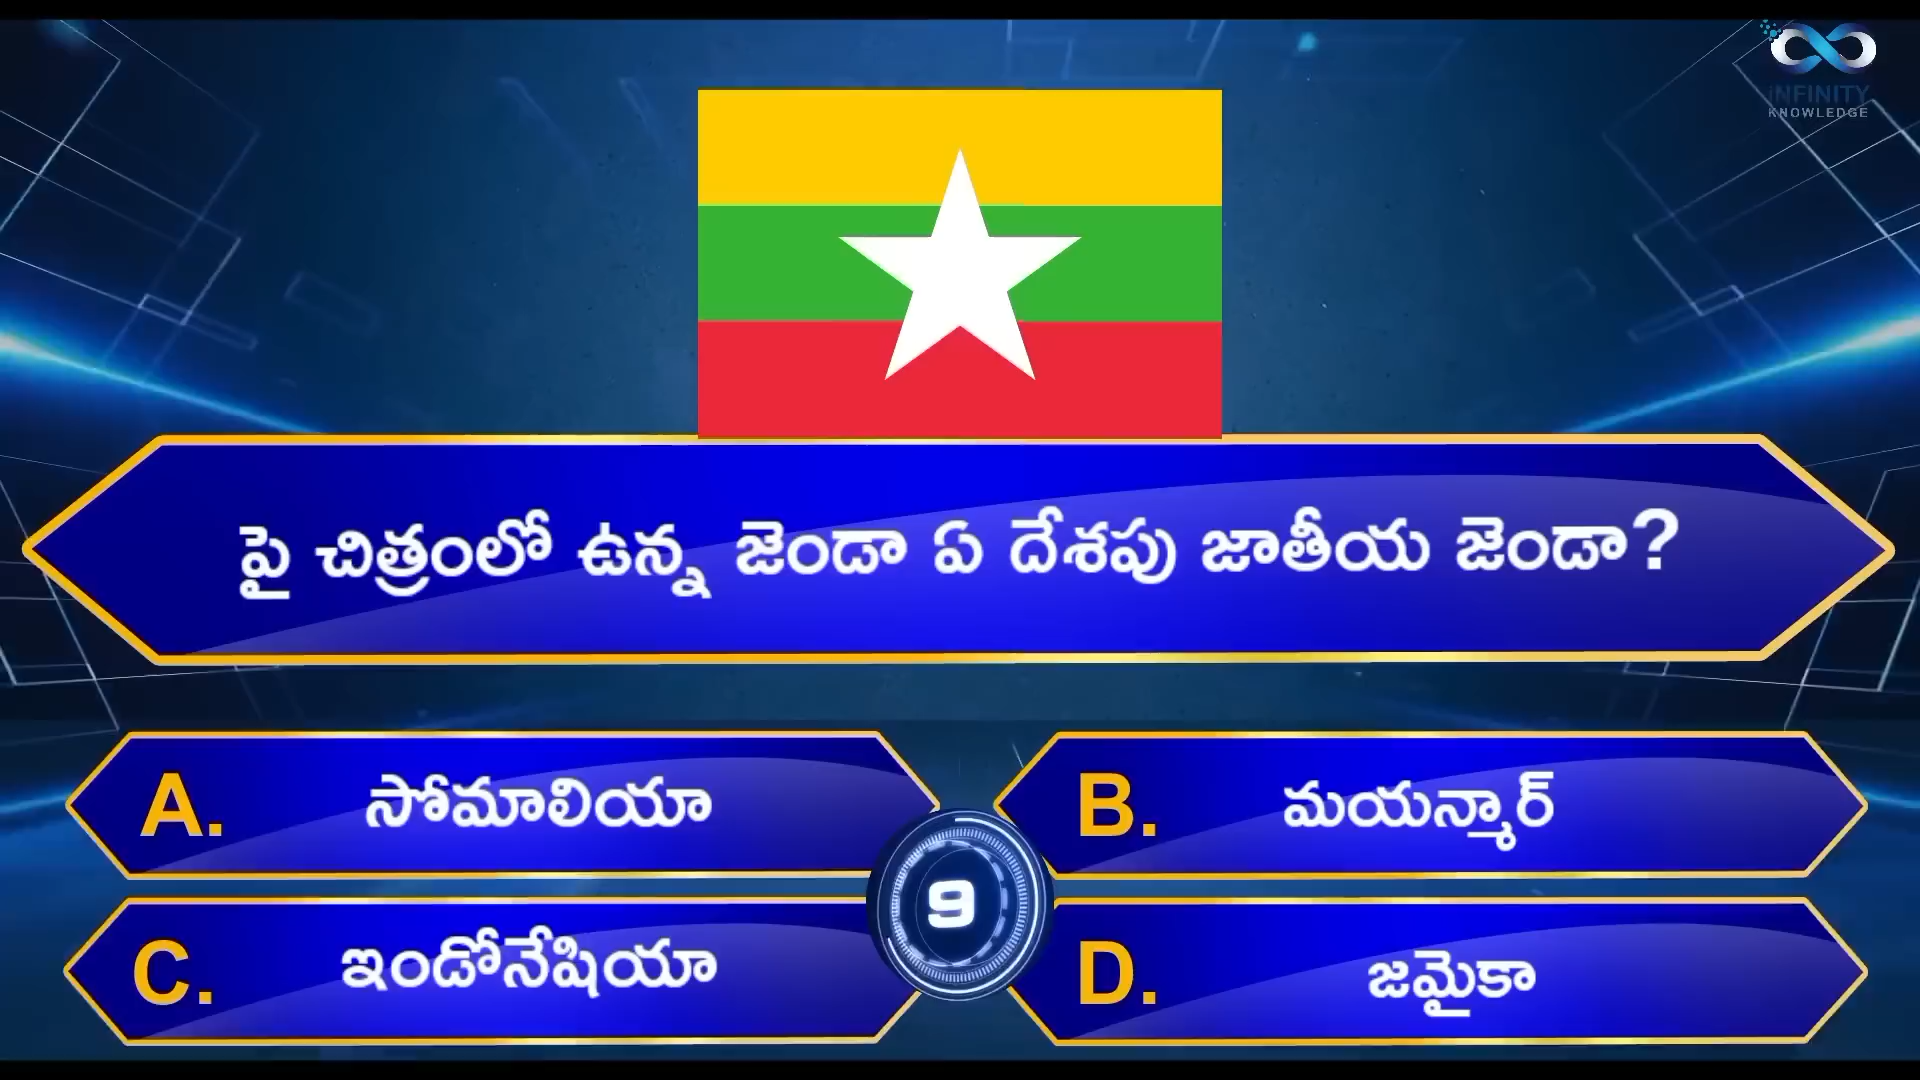 INFINITY
KNOWLEDGE
పై చిత్రంలో ఉన్న జెండా ఏ దేశపు జాతీయ జెండా?
A. సోమాలియా
B. మయన్మార్
9
C. ఇండోనేషియా
D. జమైకా